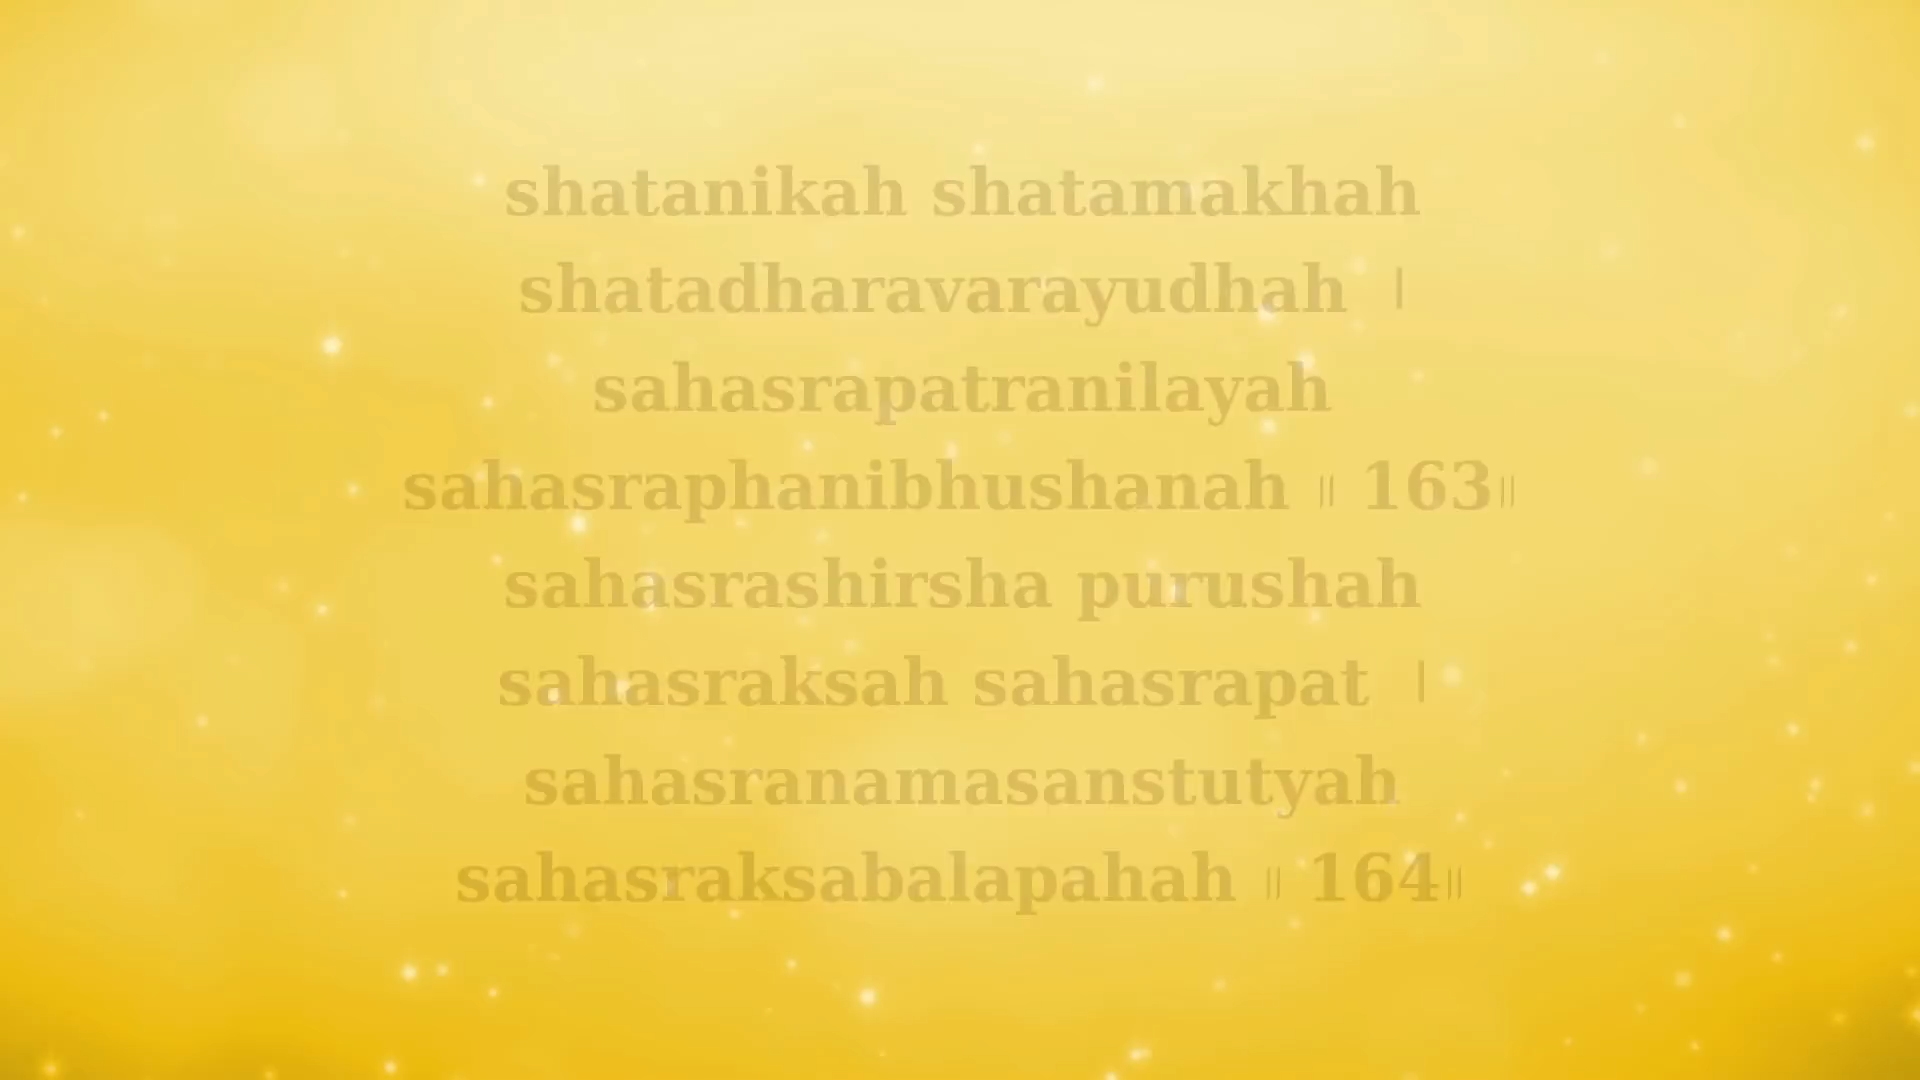 shatanikah shatamakhah
shatadharavarayudhah ।
sahasrapatranilayah
sahasraphanibhushanah ॥ 163॥
sahasrashirsha purushah
sahasraksah sahasrapat ।
sahasranamasanstutyah
sahasraksabalapahah ॥ 164॥